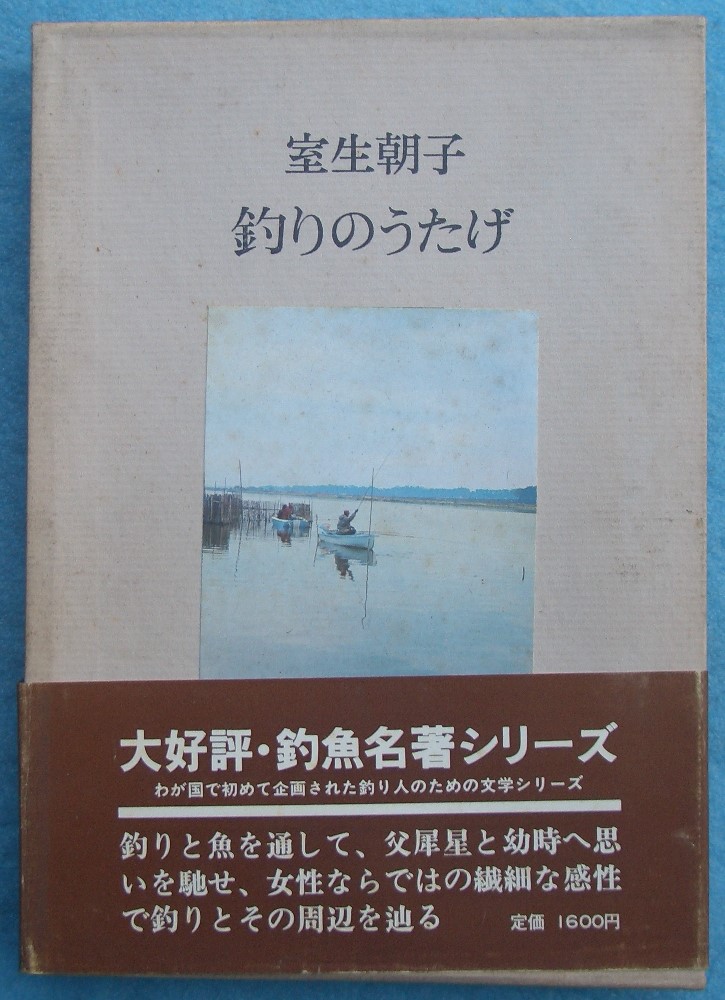 室生朝子
釣りのうたげ
大好評・釣魚名著シリーズ
わが国で初めて企画された釣り人のための文学シリーズ
釣りと魚を通して、父犀星と幼時へ思
いを馳せ、女性ならではの繊細な感性
で釣りとその周辺を辿る
定価 1600円